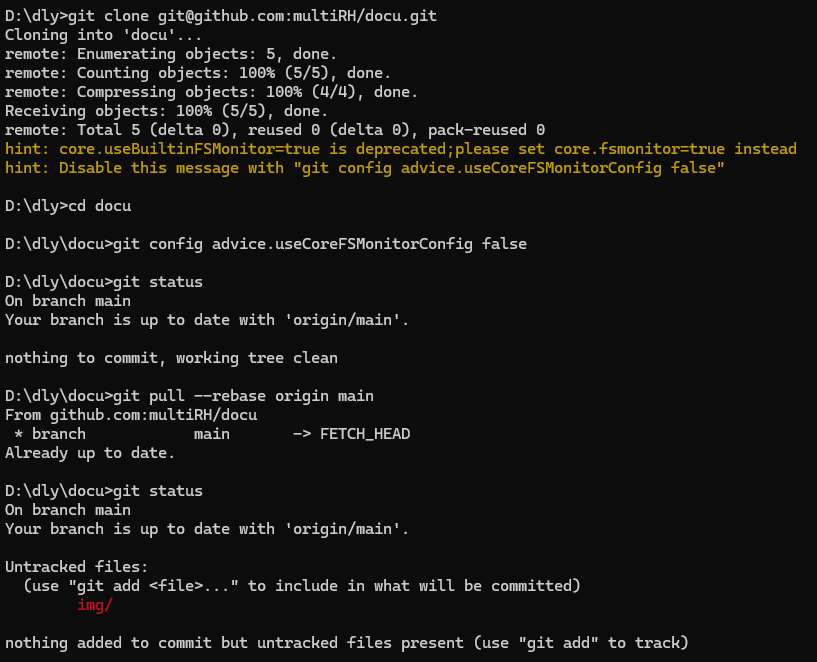 D:\dly>git clone git@github.com:multiRH/docu.git
Cloning into 'docu'...
remote: Enumerating objects: 5, done.
remote: Counting objects: 100% (5/5), done.
remote: Compressing objects: 100% (4/4), done.
Receiving objects: 100% (5/5), done.
remote: Total 5 (delta 0), reused 0 (delta 0), pack-reused 0
hint: core.useBuiltinFSMonitor=true is deprecated;please set core.fsmonitor=true instead
hint: Disable this message with "git config advice.useCoreFSMonitorConfig false"
D:\dly>cd docu
D:\dly\docu>git config advice.useCoreFSMonitorConfig false
D:\dly\docu>git status
On branch main
Your branch is up to date with 'origin/main'.
nothing to commit, working tree clean
D:\dly\docu>git pull --rebase origin main
From github.com:multiRH/docu
 * branch            main       -> FETCH_HEAD
Already up to date.
D:\dly\docu>git status
On branch main
Your branch is up to date with 'origin/main'.
Untracked files:
  (use "git add <file>..." to include in what will be committed)
        img/
nothing added to commit but untracked files present (use "git add" to track)